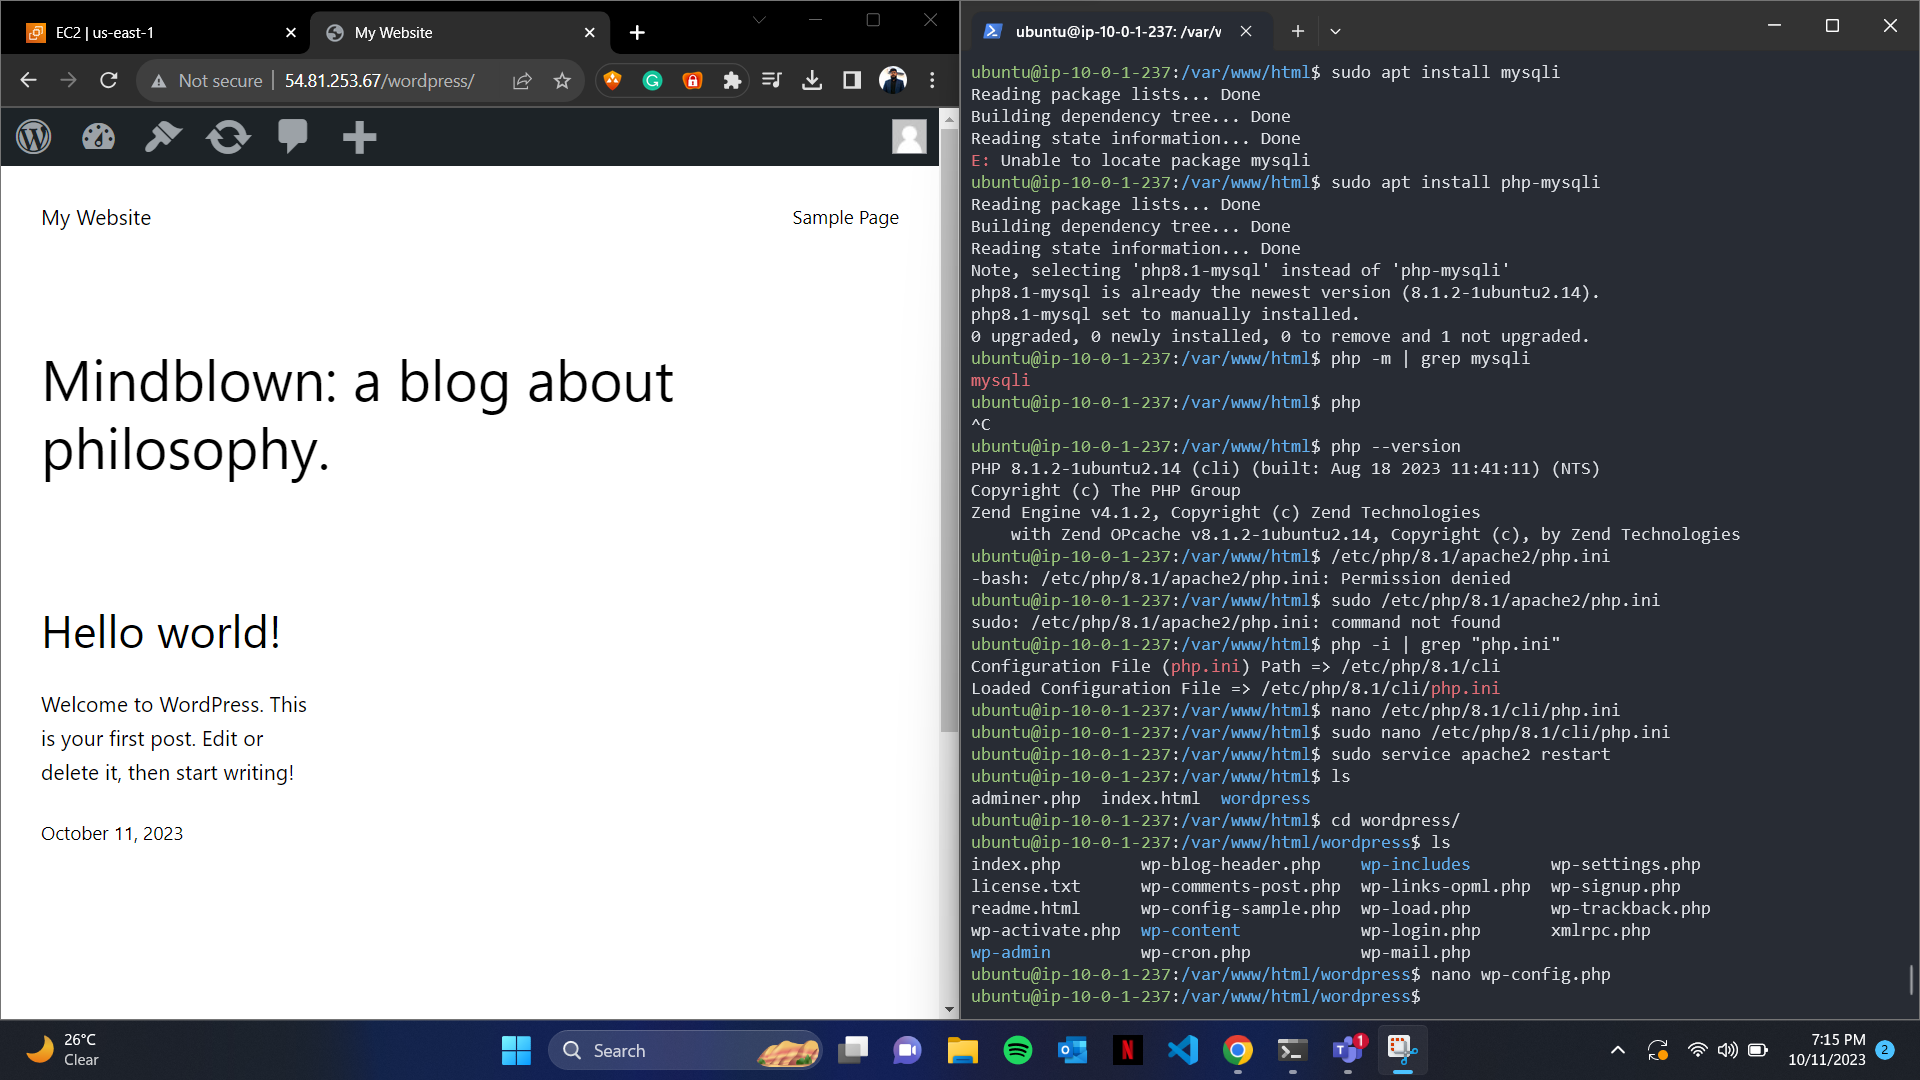 EC2 | us-east-1
My Website
Not secure
54.81.253.67/wordpress/
My Website
Sample Page
Mindblown: a blog about
philosophy.
Hello world!
Welcome to WordPress. This
is your first post. Edit or
delete it, then start writing!
October 11, 2023
ubuntu@ip-10-0-1-237: /var/v
ubuntu@ip-10-0-1-237:/var/www/html$ sudo apt install mysqli
Reading package lists... Done
Building dependency tree... Done
Reading state information... Done
E: Unable to locate package mysqli
ubuntu@ip-10-0-1-237:/var/www/html$ sudo apt install php-mysqli
Reading package lists... Done
Building dependency tree... Done
Reading state information... Done
Note, selecting 'php8.1-mysql' instead of 'php-mysqli'
php8.1-mysql is already the newest version (8.1.2-1ubuntu2.14).
php8.1-mysql set to manually installed.
0 upgraded, 0 newly installed, 0 to remove and 1 not upgraded.
ubuntu@ip-10-0-1-237:/var/www/html$ php -m | grep mysqli
mysqli
ubuntu@ip-10-0-1-237:/var/www/html$ php
^C
ubuntu@ip-10-0-1-237:/var/www/html$ php --version
PHP 8.1.2-1ubuntu2.14 (cli) (built: Aug 18 2023 11:41:11) (NTS)
Copyright (c) The PHP Group
Zend Engine v4.1.2, Copyright (c) Zend Technologies
    with Zend OPcache v8.1.2-1ubuntu2.14, Copyright (c), by Zend Technologies
ubuntu@ip-10-0-1-237:/var/www/html$ /etc/php/8.1/apache2/php.ini
-bash: /etc/php/8.1/apache2/php.ini: Permission denied
ubuntu@ip-10-0-1-237:/var/www/html$ sudo /etc/php/8.1/apache2/php.ini
sudo: /etc/php/8.1/apache2/php.ini: command not found
ubuntu@ip-10-0-1-237:/var/www/html$ php -i | grep "php.ini"
Configuration File (php.ini) Path => /etc/php/8.1/cli
Loaded Configuration File => /etc/php/8.1/cli/php.ini
ubuntu@ip-10-0-1-237:/var/www/html$ nano /etc/php/8.1/cli/php.ini
ubuntu@ip-10-0-1-237:/var/www/html$ sudo nano /etc/php/8.1/cli/php.ini
ubuntu@ip-10-0-1-237:/var/www/html$ sudo service apache2 restart
ubuntu@ip-10-0-1-237:/var/www/html$ ls
adminer.php  index.html  wordpress
ubuntu@ip-10-0-1-237:/var/www/html$ cd wordpress/
ubuntu@ip-10-0-1-237:/var/www/html/wordpress$ ls
index.php        wp-blog-header.php    wp-includes        wp-settings.php
license.txt      wp-comments-post.php  wp-links-opml.php  wp-signup.php
readme.html      wp-config-sample.php  wp-load.php        wp-trackback.php
wp-activate.php  wp-content            wp-login.php       xmlrpc.php
wp-admin         wp-cron.php           wp-mail.php
ubuntu@ip-10-0-1-237:/var/www/html/wordpress$ nano wp-config.php
ubuntu@ip-10-0-1-237:/var/www/html/wordpress$
26°C
Clear
Search
N
1
7:15 PM
10/11/2023
2